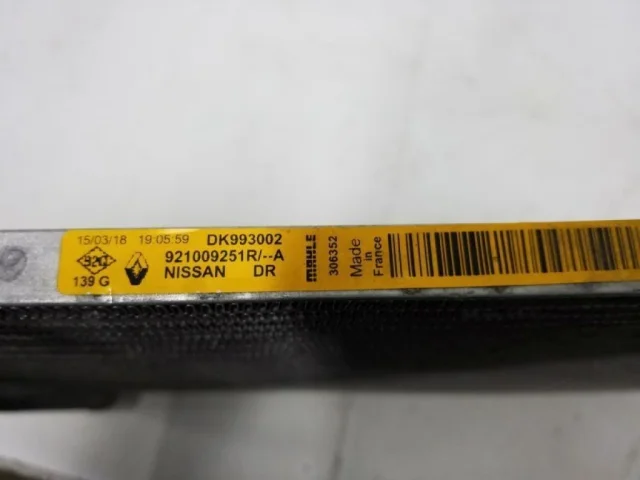 15/03/18 19:05:59 DK993002
921009251R/--A
139 G NISSAN DR
MAHLE
306352
Made
in
France